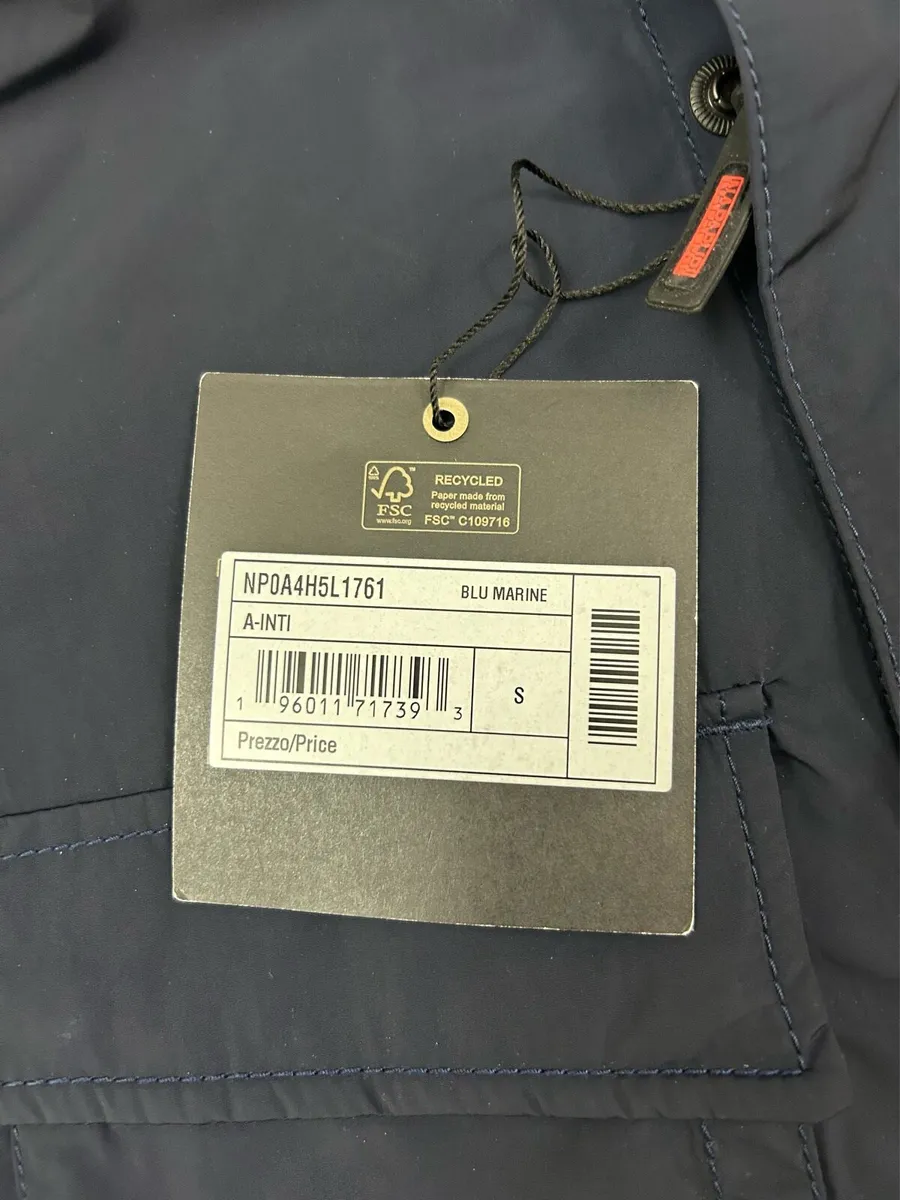 NAPAPIJRI
FSC
www.fsc.org
RECYCLED
Paper made from
recycled material
FSC™ C109716
NP0A4H5L1761
BLU MARINE
A-INTI
1 96011 71739 3
S
Prezzo/Price